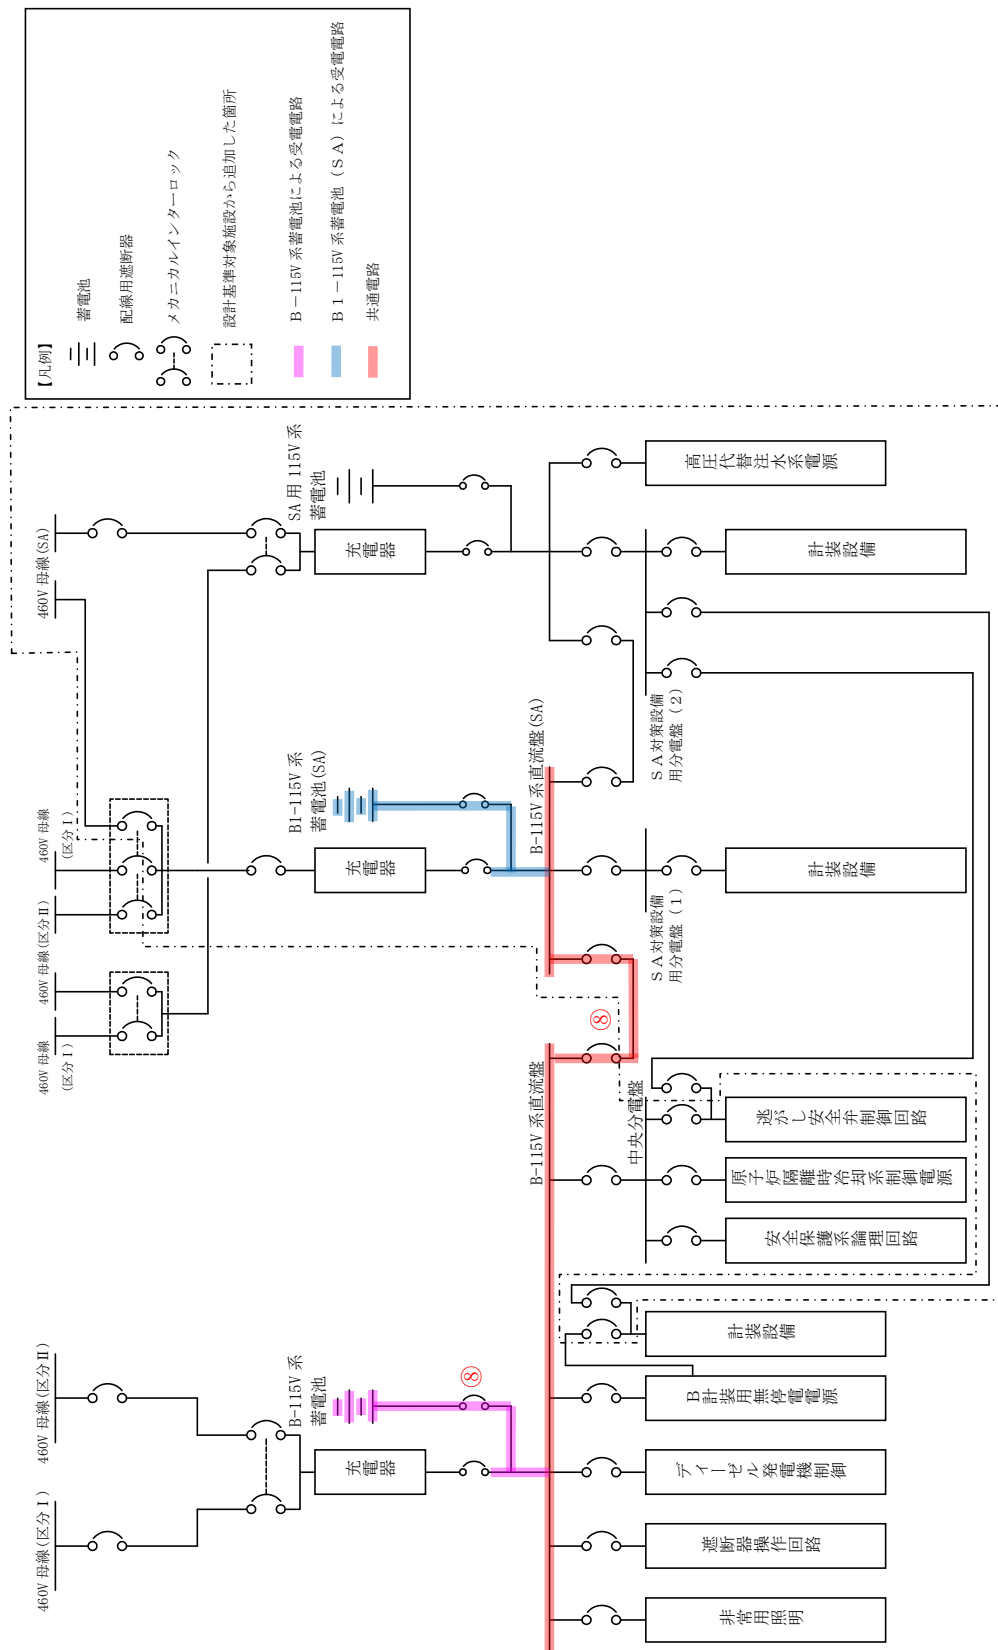 【凡例】
蓄電池
配線用遮断器
メカニカルインターロック
設計基準対象施設から追加した箇所
B－115V 系蓄電池による受電電路
B１－115V 系蓄電池（ＳＡ）による受電電路
共通電路
460V 母線(区分Ⅰ)
460V 母線(区分Ⅱ)
460V 母線
(区分Ⅰ)
460V 母線(区分Ⅱ)
460V 母線
(区分Ⅰ)
460V 母線(SA)
B-115V 系
蓄電池
充電器
B1-115V 系
蓄電池(SA)
充電器
SA 用 115V 系
蓄電池
充電器
⑧
⑧
B-115V 系直流盤
B-115V 系直流盤(SA)
中央分電盤
ＳＡ対策設備
用分電盤（1）
ＳＡ対策設備
用分電盤（2）
非常用照明
遮断器操作回路
ディーゼル発電機制御
B
計装用無停電電源
計装設備
安全保護系論理回路
原子炉隔離時冷却系制御電源
逃がし安全弁制御回路
計装設備
計装設備
高圧代替注水系電源